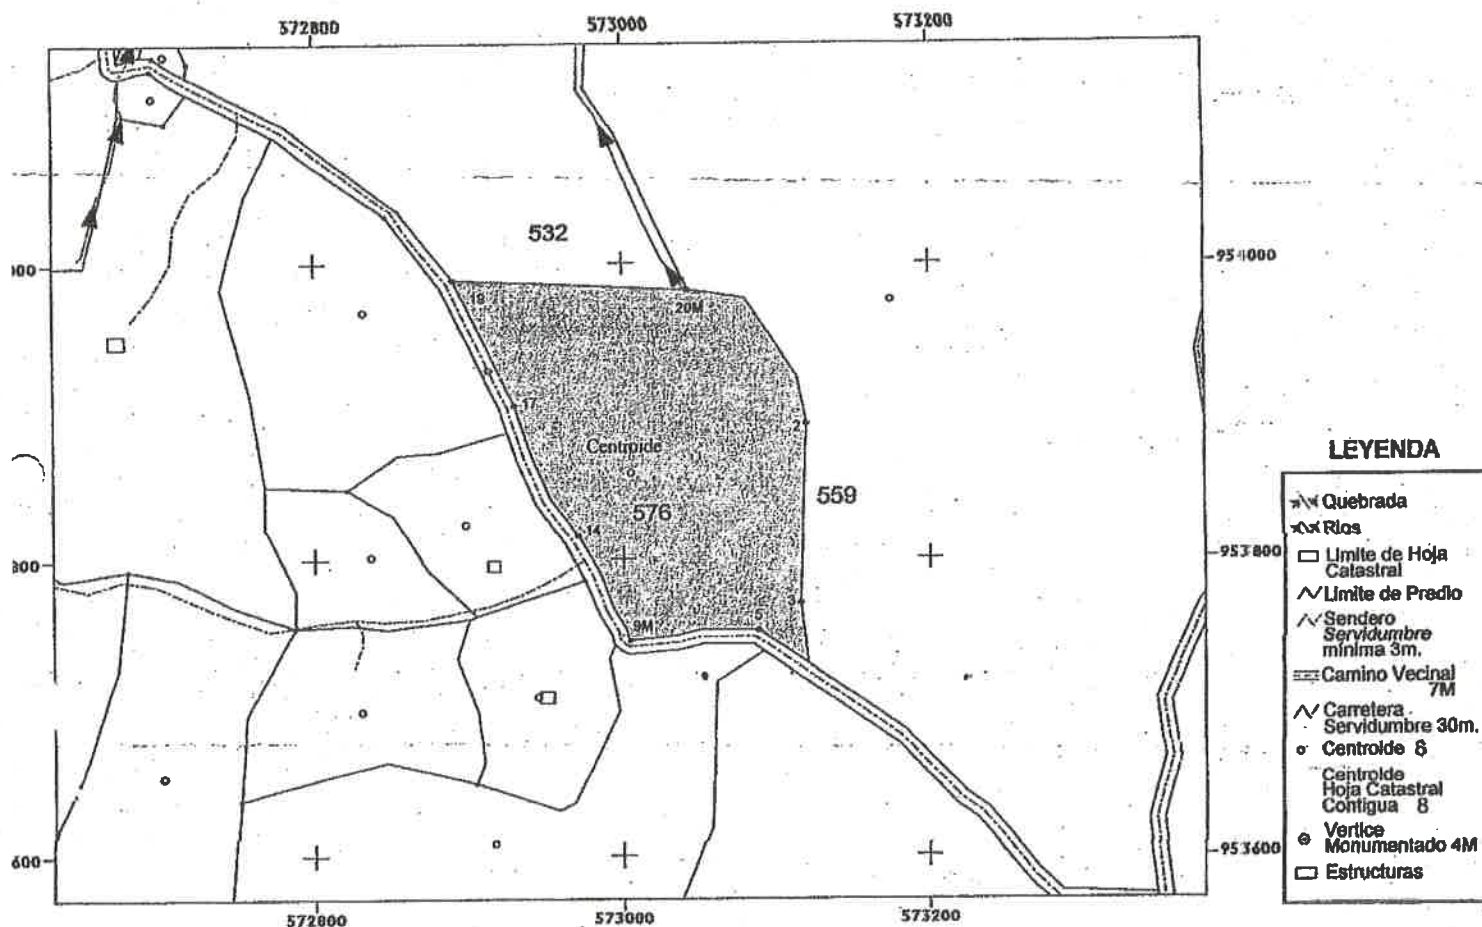 572800
573000
573200
532
954000
18
20M
17
2
Centroide
559
576
14
953800
800
3
9M
600
953600
572800
573000
573200
LEYENDA
Quebrada
Rios
Limite de Hoja
Catastral
Limite de Predio
Sendero
Servidumbre
minima 3m.
Camino Vecinal
7M
Carretera
Servidumbre 30m.
Centroide 8
Centroide
Hoja Catastral
Contigua 8
Vertice
Monumentado 4M
Estructuras